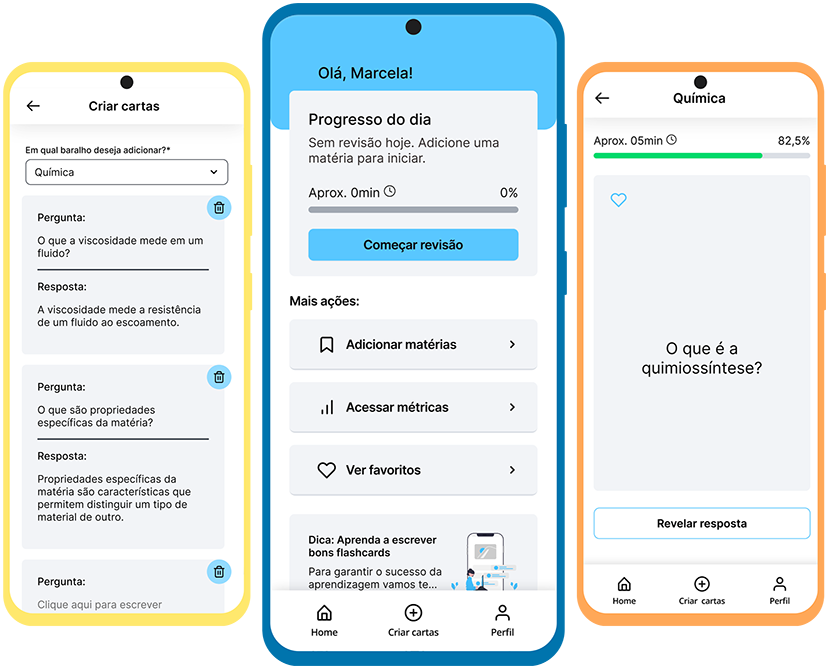 Criar cartas
Em qual baralho deseja adicionar?*
Química
Pergunta:
O que a viscosidade mede em um
fluido?
Resposta:
A viscosidade mede a resistência
de um fluido ao escoamento.
Pergunta:
O que são propriedades
específicas da matéria?
Resposta:
Propriedades específicas da
matéria são características que
permitem distinguir um tipo de
material de outro.
Pergunta:
Clique aqui para escrever
Olá, Marcela!
Progresso do dia
Sem revisão hoje. Adicione uma
matéria para iniciar.
Aprox. 0min 0%
Começar revisão
Mais ações:
Adicionar matérias
Acessar métricas
Ver favoritos
Dica: Aprenda a escrever
bons flashcards
Para garantir o sucesso da
aprendizagem vamos te...
Home Criar cartas Perfil
Química
Aprox. 05min 82,5%
O que é a
quimiossíntese?
Revelar resposta
Home Criar cartas Perfil